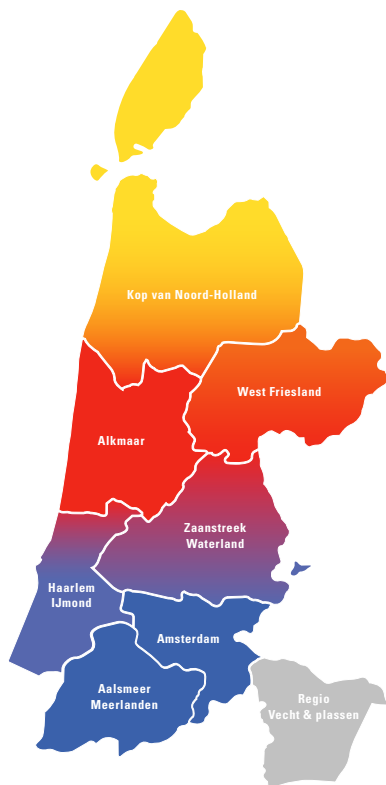 Kop van Noord-Holland
West Friesland
Alkmaar
Zaanstreek
Waterland
Haarlem
IJmond
Amsterdam
Aalsmeer
Meerlanden
Regio
Vecht & plassen